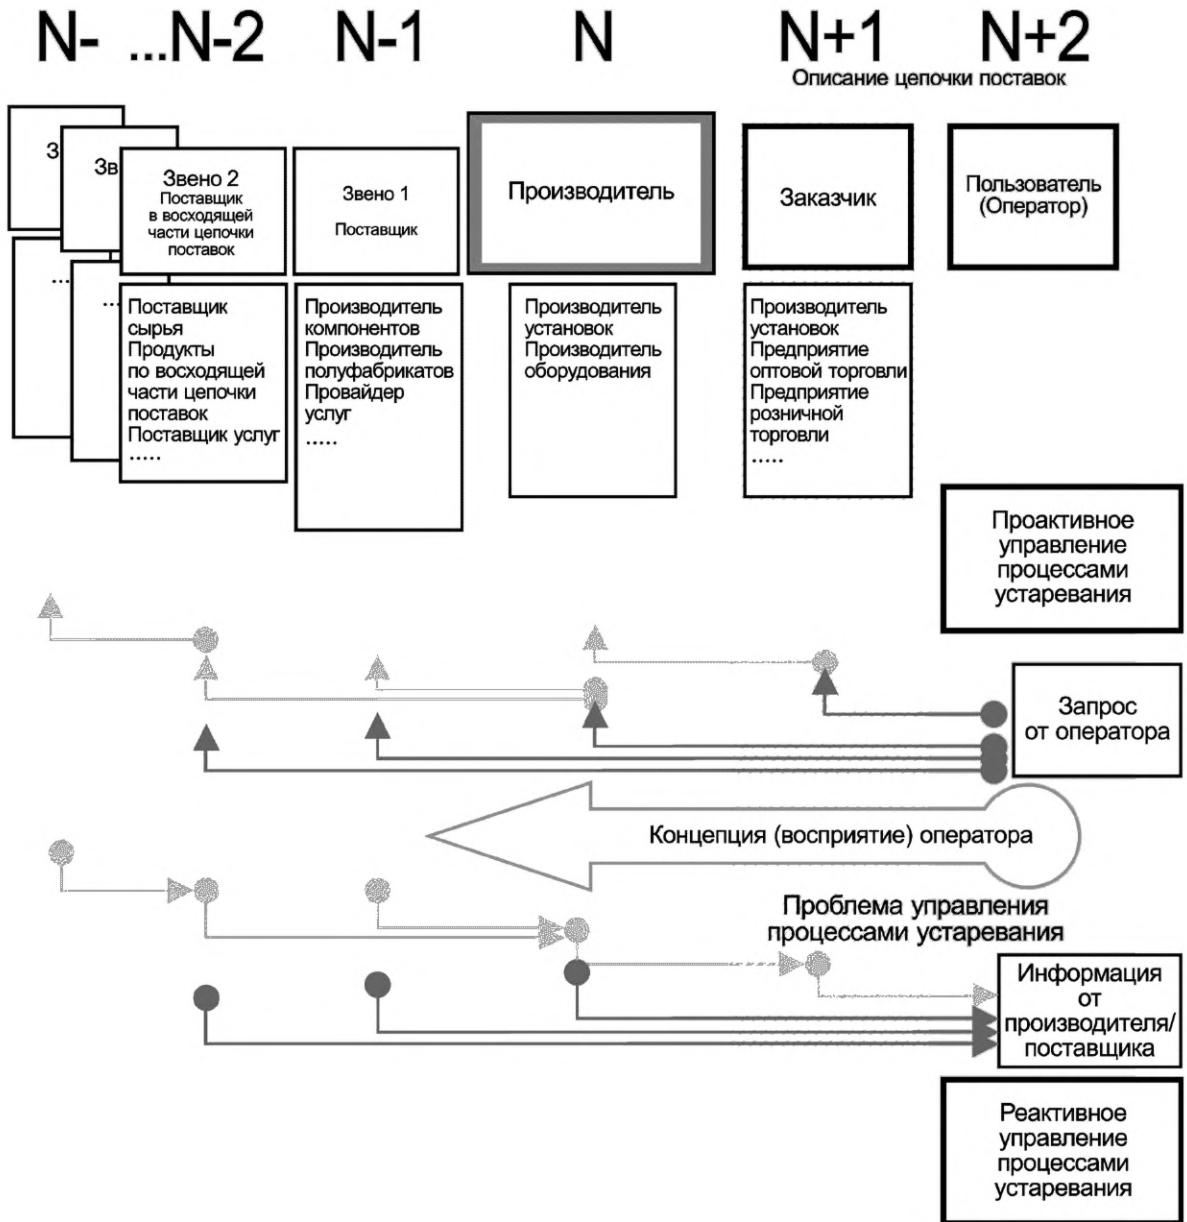 N- ...N-2 N-1 N N+1 N+2
Описание цепочки поставок
З
Зв
Звено 2
Поставщик
в восходящей
части цепочки
поставок
Звено 1
Поставщик
Производитель
Заказчик
Пользователь
(Оператор)
...
...
Поставщик
сырья
Продукты
по восходящей
части цепочки
поставок
Поставщик услуг
.....
Производитель
компонентов
Производитель
полуфабрикатов
Провайдер
услуг
.....
Производитель
установок
Производитель
оборудования
Производитель
установок
Предприятие
оптовой торговли
Предприятие
розничной
торговли
.....
Проактивное
управление
процессами
устаревания
Запрос
от оператора
Концепция (восприятие) оператора
Проблема управления
процессами устаревания
Информация
от
производителя/
поставщика
Реактивное
управление
процессами
устаревания